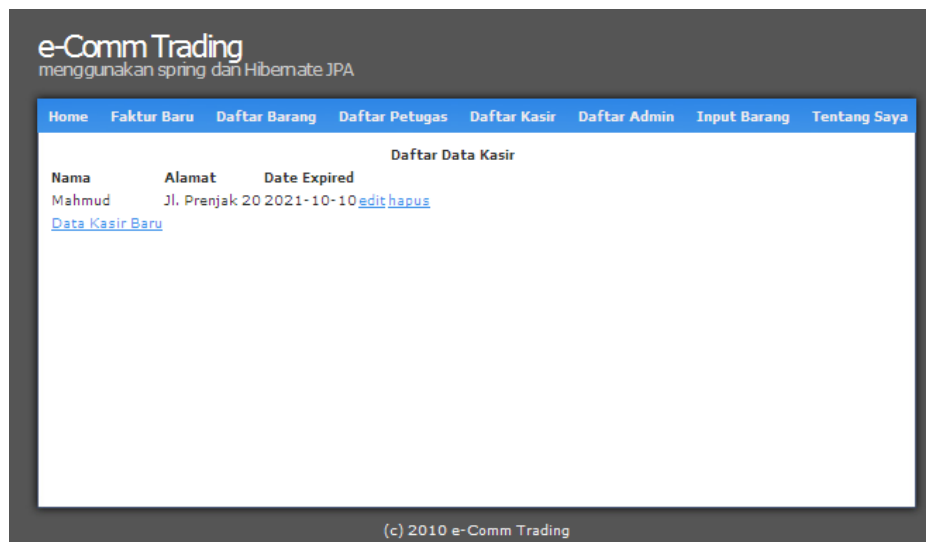 e-Comm Trading
menggunakan spring dan Hibernate JPA
Home Faktur Baru Daftar Barang Daftar Petugas Daftar Kasir Daftar Admin Input Barang Tentang Saya
Daftar Data Kasir
Nama Alamat Date Expired
Mahmud Jl. Prenjak 20 2021-10-10 edit hapus
Data Kasir Baru
(c) 2010 e-Comm Trading